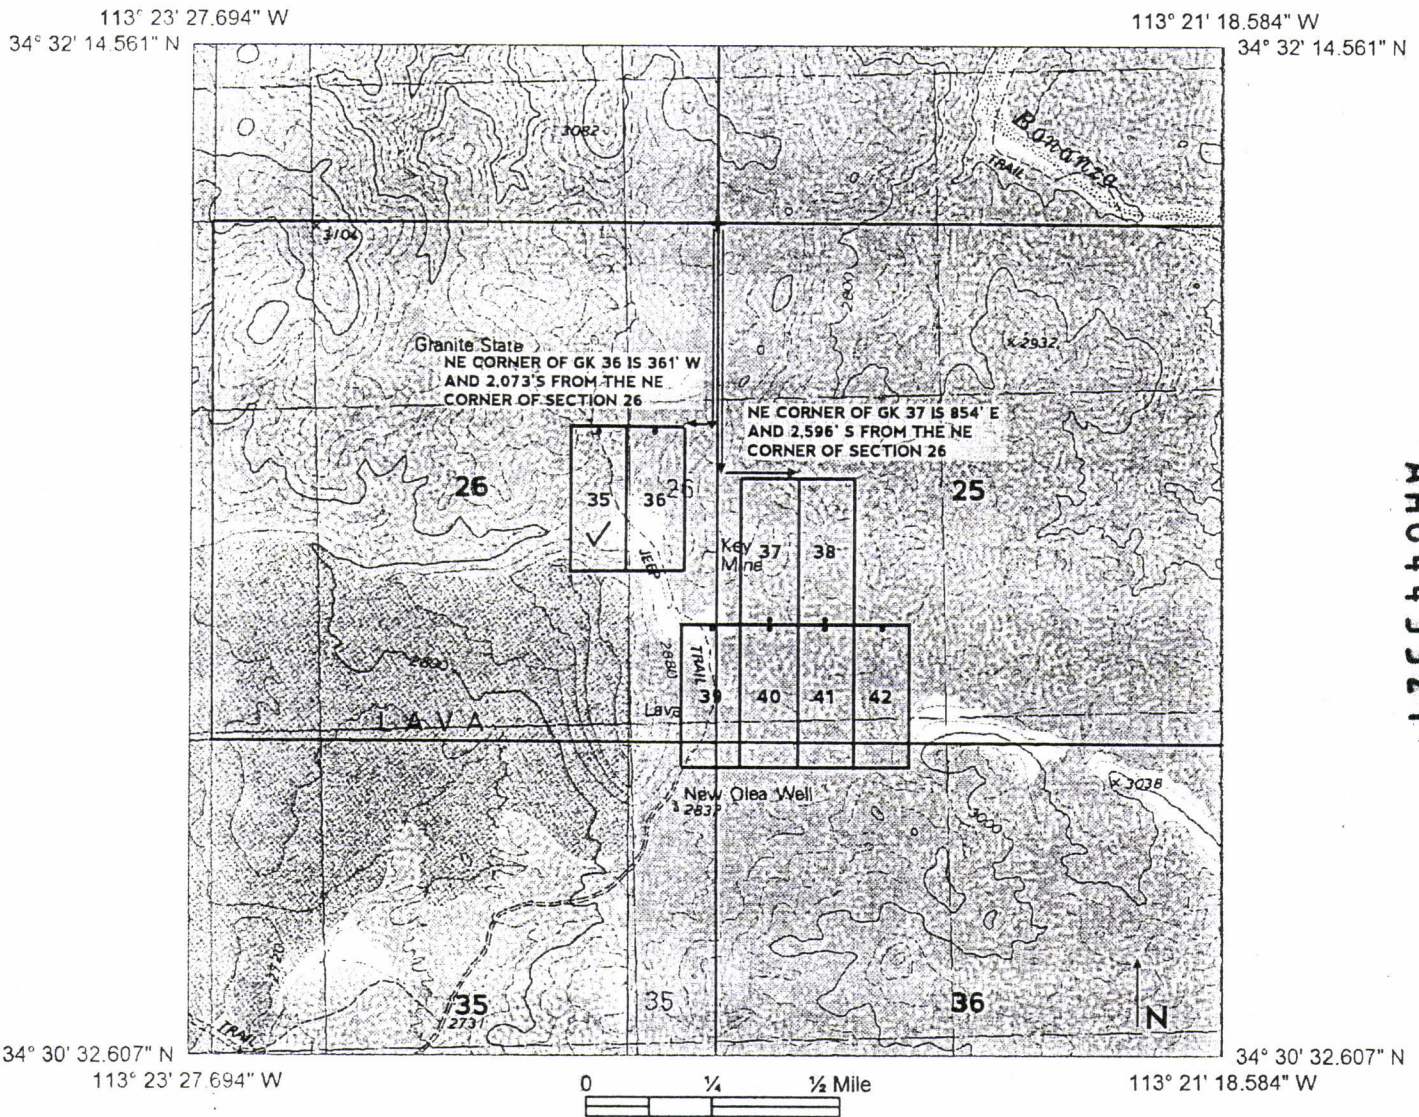 113° 23' 27.694" W
113° 21' 18.584" W
34° 32' 14.561" N
34° 32' 14.561" N
Bonanza
TRAIL
3082
3104
2800
Granite State
NE CORNER OF GK 36 IS 361' W
AND 2,073'S FROM THE NE
CORNER OF SECTION 26
x 2932
NE CORNER OF GK 37 IS 854' E
AND 2,596' S FROM THE NE
CORNER OF SECTION 26
26
35
36
26
25
Key
Mine
37
38
JEEP
TRAIL
2880
2800
39
40
41
42
Lava
LAVA
New Olea Well
2837
x 3038
3000
2720
35
2731
35
36
N
TRAIL
34° 30' 32.607" N
34° 30' 32.607" N
113° 23' 27.694" W
113° 21' 18.584" W
0 ¼ ½ Mile